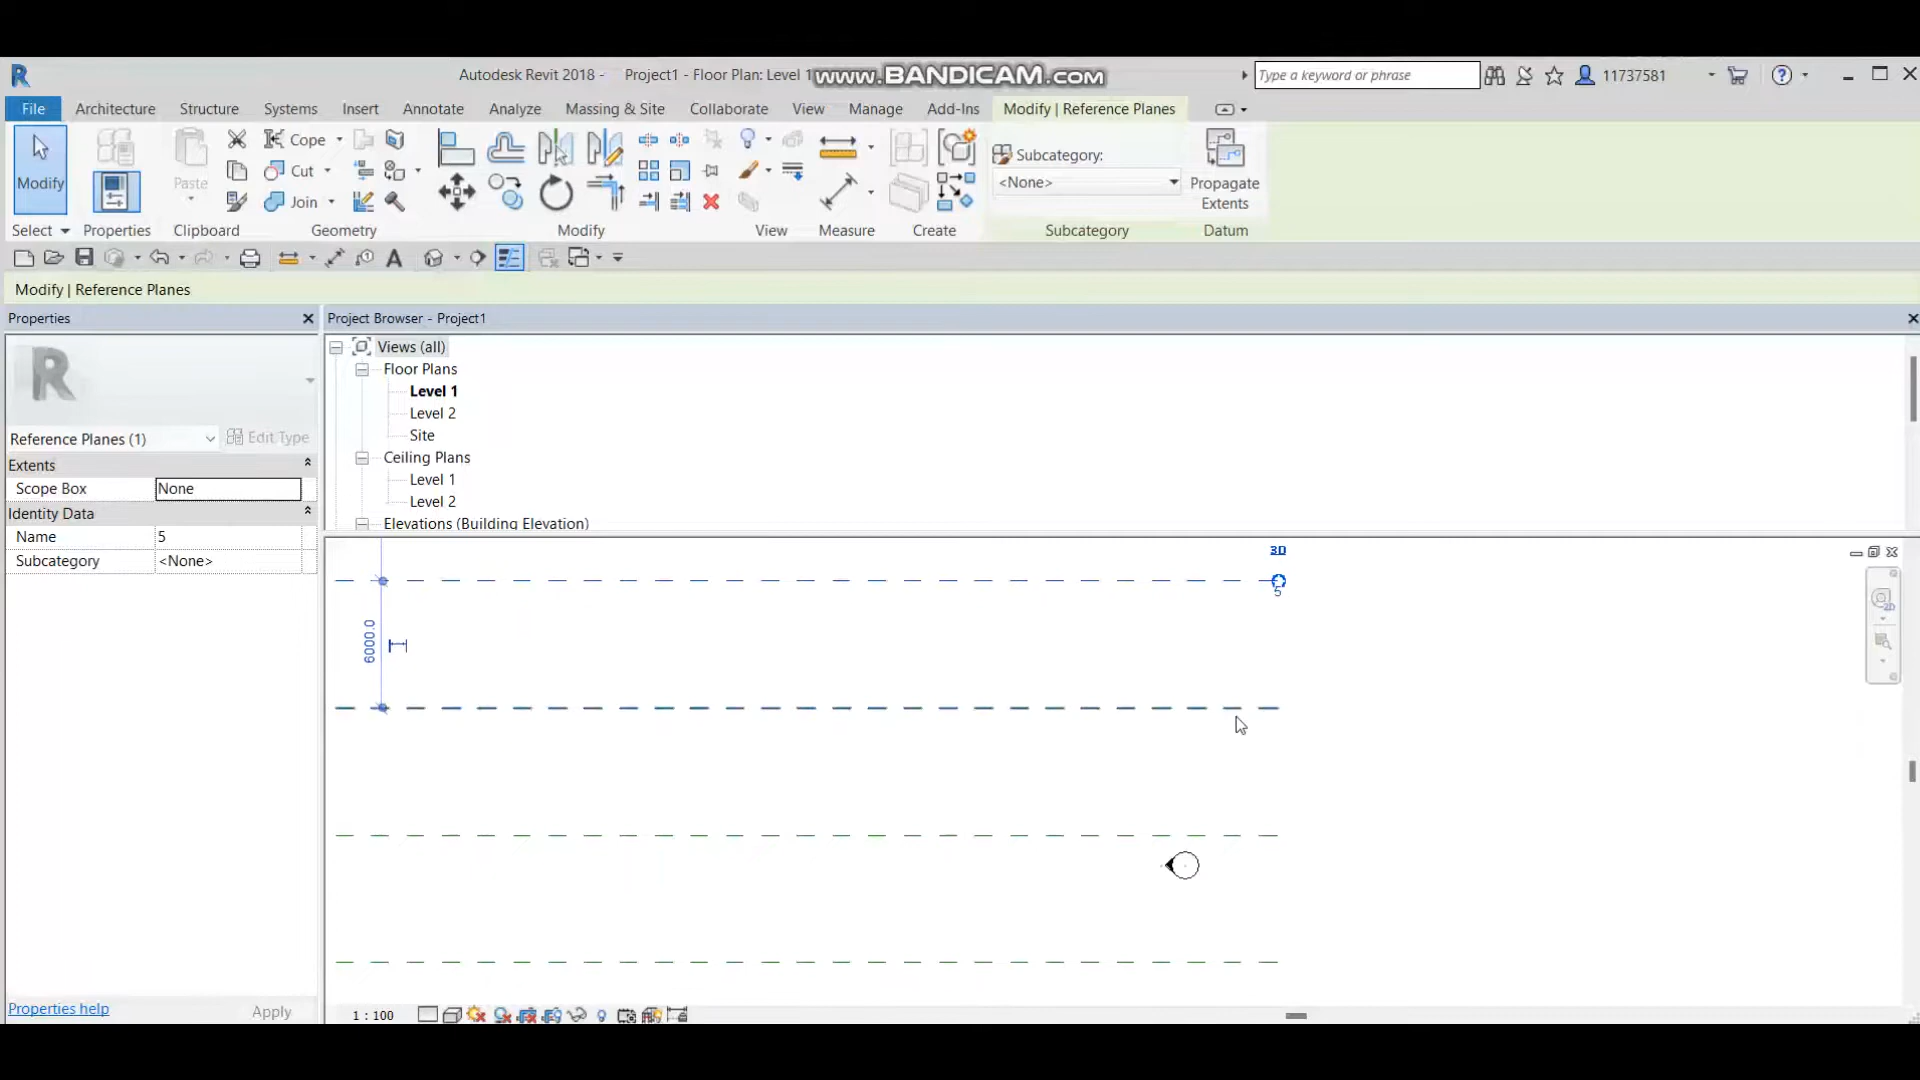 Autodesk Revit 2018 - Project1 - Floor Plan: Level 1
www.BANDICAM.com
Type a keyword or phrase
11737581
File Architecture Structure Systems Insert Annotate Analyze Massing & Site Collaborate View Manage Add-Ins Modify | Reference Planes
Modify
Paste
Cope
Cut
Join
Subcategory:
<None>
Propagate
Extents
Select Properties Clipboard Geometry Modify View Measure Create Subcategory Datum
Modify | Reference Planes
Properties
Reference Planes (1) Edit Type
Extents
Scope Box None
Identity Data
Name 5
Subcategory <None>
Properties help Apply
Project Browser - Project1
Views (all)
Floor Plans
Level 1
Level 2
Site
Ceiling Plans
Level 1
Level 2
Elevations (Building Elevation)
3D
5
6000.0
2D
1 : 100